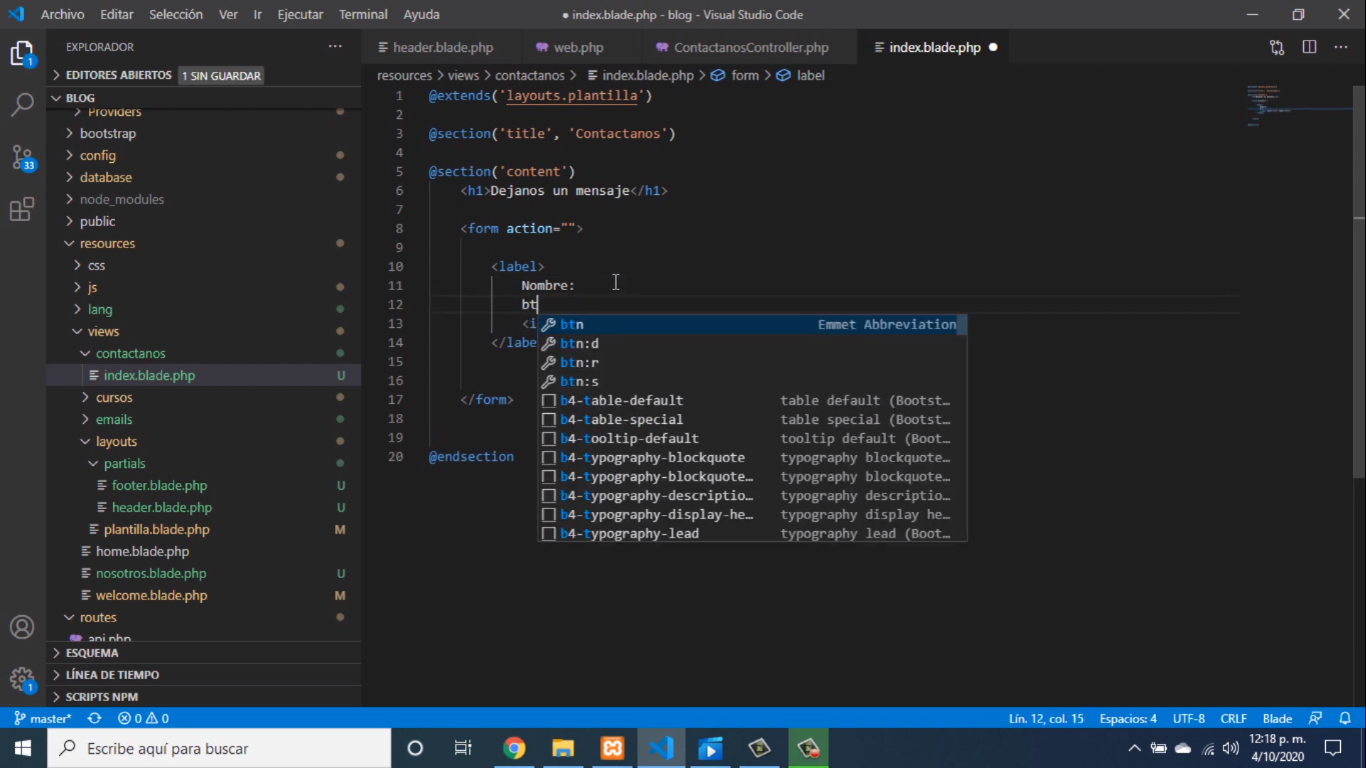 Archivo Editar Selección Ver Ir Ejecutar Terminal Ayuda
● index.blade.php - blog - Visual Studio Code
EXPLORADOR ...
header.blade.php web.php ContactanosController.php index.blade.php ●
EDITORES ABIERTOS 1 SIN GUARDAR
resources > views > contactanos > index.blade.php > form > label
BLOG
Providers
bootstrap
config
database
node_modules
public
resources
css
js
lang
views
contactanos
index.blade.php U
cursos
emails
layouts
partials
footer.blade.php U
header.blade.php U
plantilla.blade.php M
home.blade.php
nosotros.blade.php U
welcome.blade.php M
routes
api.php
ESQUEMA
LÍNEA DE TIEMPO
SCRIPTS NPM
1 @extends('layouts.plantilla')
2
3 @section('title', 'Contactanos')
4
5 @section('content')
6 <h1>Dejanos un mensaje</h1>
7
8 <form action="">
9
10 <label>
11 Nombre:
12 bt
13 <i
14 </labe
15
16
17 </form>
18
19
20 @endsection
btn Emmet Abbreviation
btn:d
btn:r
btn:s
b4-table-default table default (Bootst…
b4-table-special table special (Bootst…
b4-tooltip-default tooltip default (Boot…
b4-typography-blockquote typography blockquote…
b4-typography-blockquote… typography blockquote…
b4-typography-descriptio… typography descriptio…
b4-typography-display-he… typography display he…
b4-typography-lead typography lead (Boot…
1
33
1
master* 0 0
Lín. 12, col. 15 Espacios: 4 UTF-8 CRLF Blade
Escribe aquí para buscar
12:18 p. m.
4/10/2020